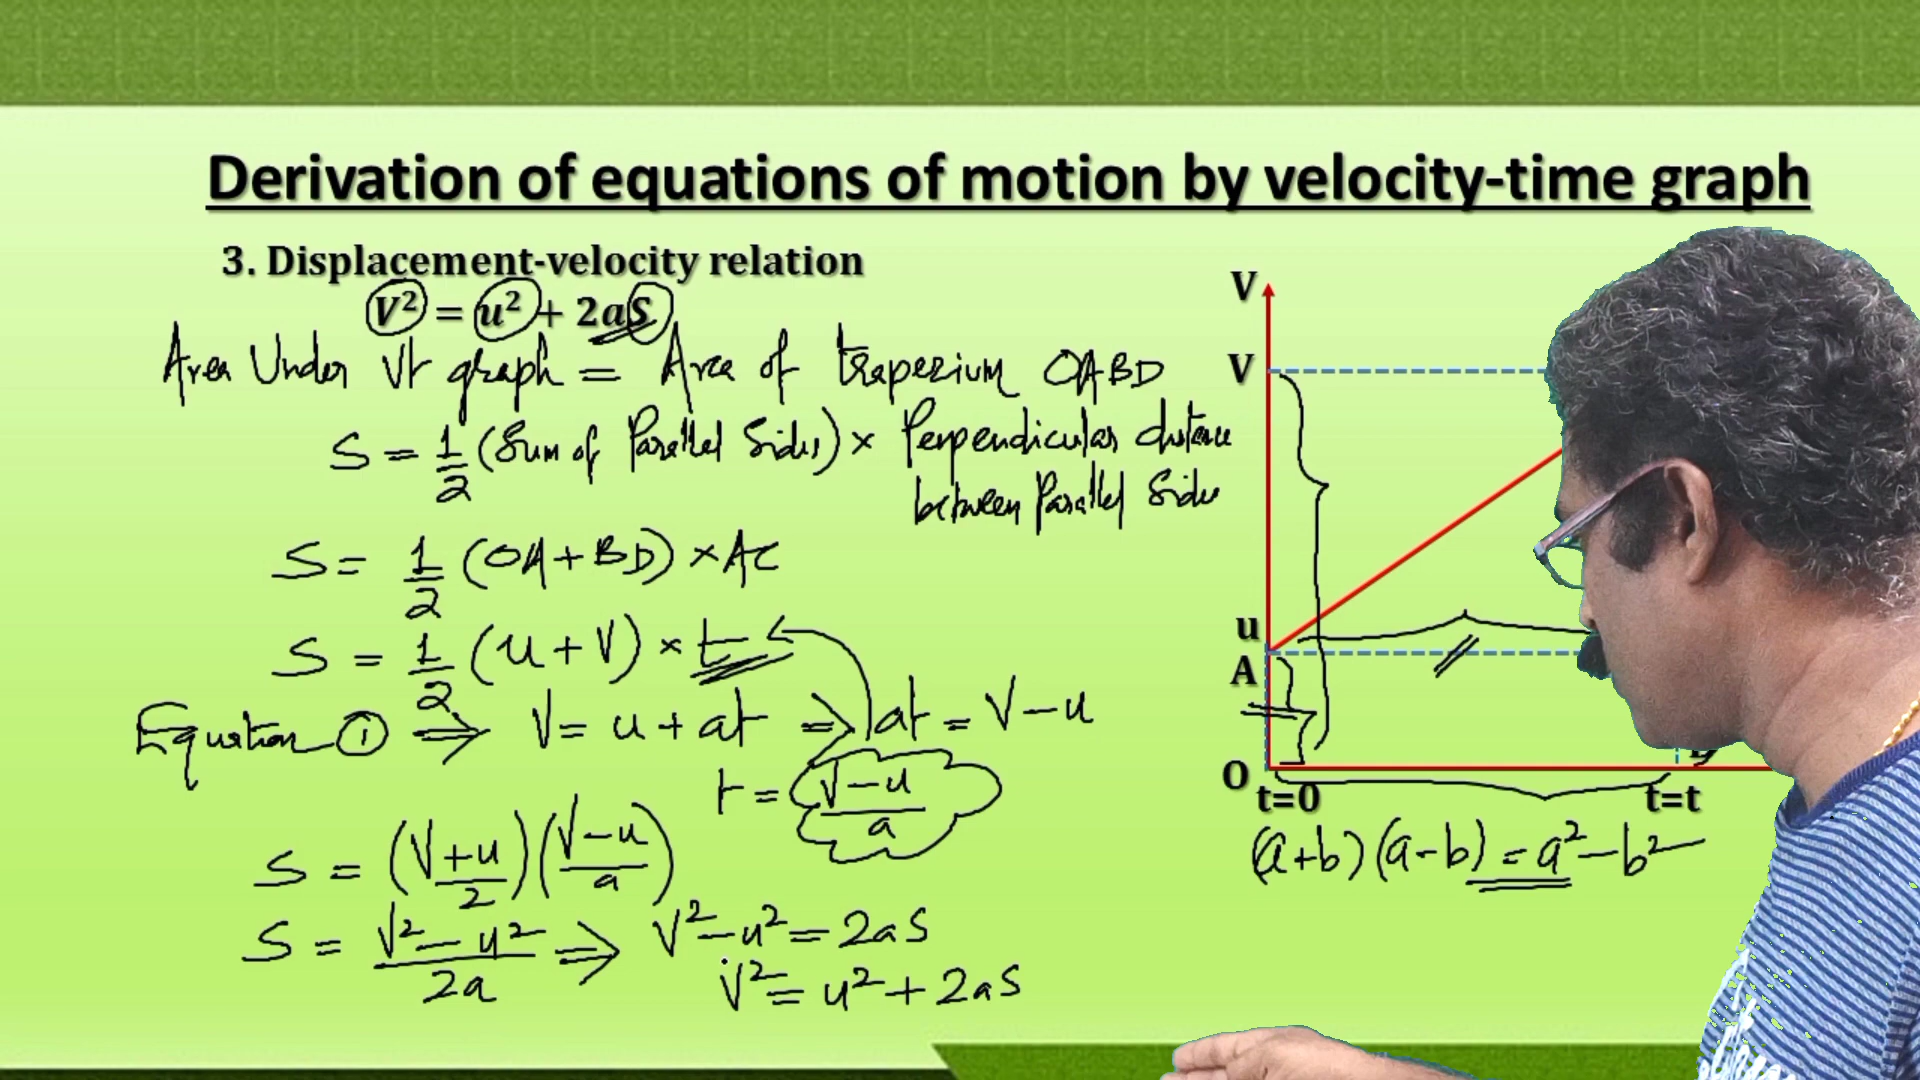 Derivation of equations of motion by velocity-time graph
3. Displacement-velocity relation
V² = u² + 2aS
Area Under Vt graph = Area of trapezium OABD
S = 1/2 (Sum of Parallel Sides) × Perpendicular distance
between Parallel Sides
S = 1/2 (OA + BD) × AC
S = 1/2 (u + v) × t
Equation ① ⇒ V = u + at ⇒ at = V - u
t = (V - u)/a
S = ((V + u)/2)((V - u)/a)
S = (V² - u²)/2a ⇒ V² - u² = 2aS
V² = u² + 2aS
V
V
u
A
O
t=0
t=t
(a+b)(a-b) = a² - b²